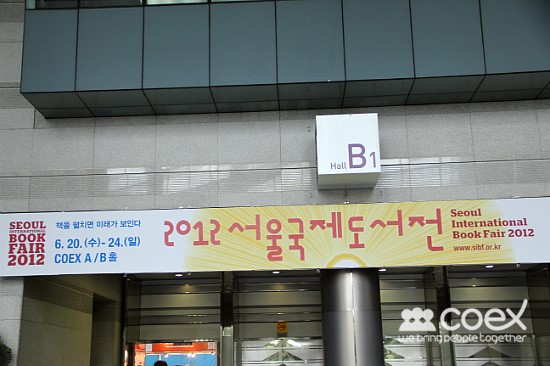 Hall B1
SEOUL
INTERNATIONAL
BOOK
FAIR
2012
책을 펼치면 미래가 보인다
6. 20. (수) - 24. (일)
COEX A / B 홀
2012 서울국제도서전
Seoul
International
Book Fair 2012
www.sibf.or.kr
coex
we bring people together